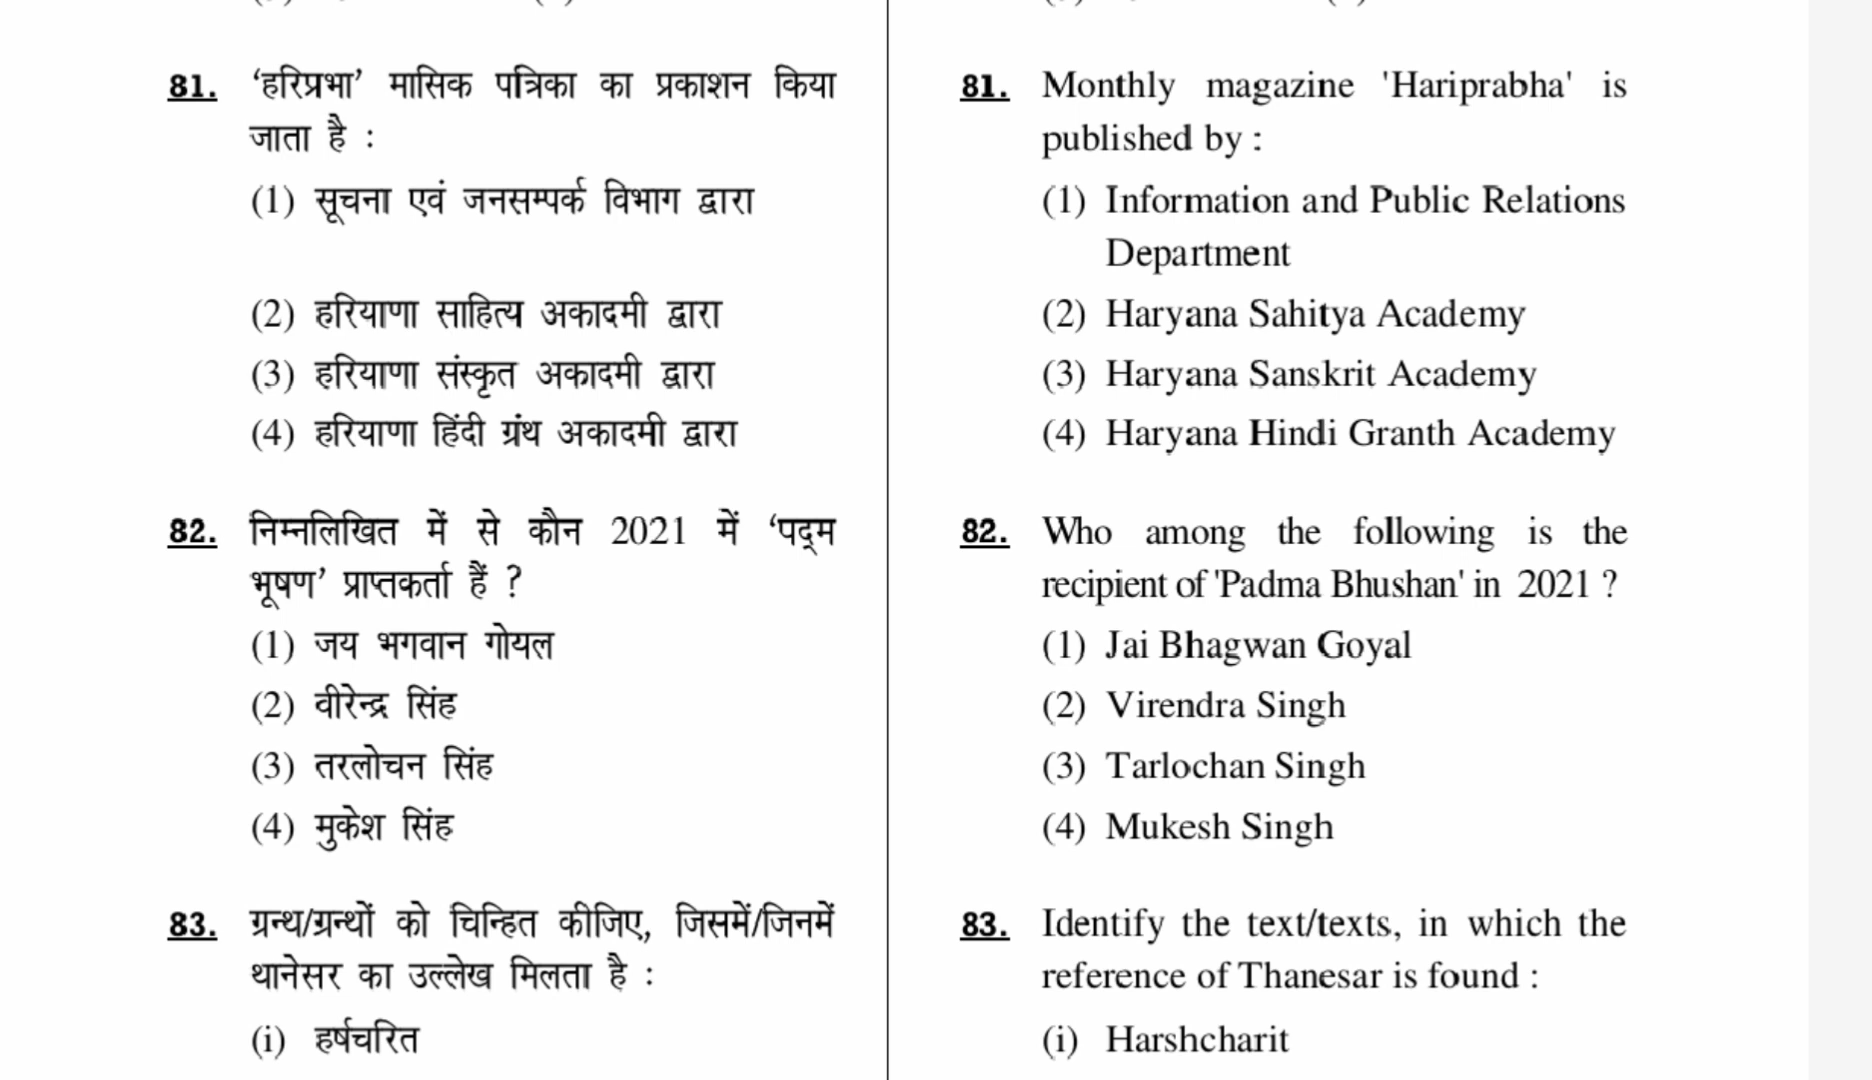 81. ‘हरिप्रभा’ मासिक पत्रिका का प्रकाशन किया
जाता है :
(1) सूचना एवं जनसम्पर्क विभाग द्वारा
(2) हरियाणा साहित्य अकादमी द्वारा
(3) हरियाणा संस्कृत अकादमी द्वारा
(4) हरियाणा हिंदी ग्रंथ अकादमी द्वारा
82. निम्नलिखित में से कौन 2021 में ‘पद्म
भूषण’ प्राप्तकर्ता हैं ?
(1) जय भगवान गोयल
(2) वीरेन्द्र सिंह
(3) तरलोचन सिंह
(4) मुकेश सिंह
83. ग्रन्थ/ग्रन्थों को चिन्हित कीजिए, जिसमें/जिनमें
थानेसर का उल्लेख मिलता है :
(i) हर्षचरित
81. Monthly magazine 'Hariprabha' is
published by :
(1) Information and Public Relations
Department
(2) Haryana Sahitya Academy
(3) Haryana Sanskrit Academy
(4) Haryana Hindi Granth Academy
82. Who among the following is the
recipient of 'Padma Bhushan' in 2021 ?
(1) Jai Bhagwan Goyal
(2) Virendra Singh
(3) Tarlochan Singh
(4) Mukesh Singh
83. Identify the text/texts, in which the
reference of Thanesar is found :
(i) Harshcharit